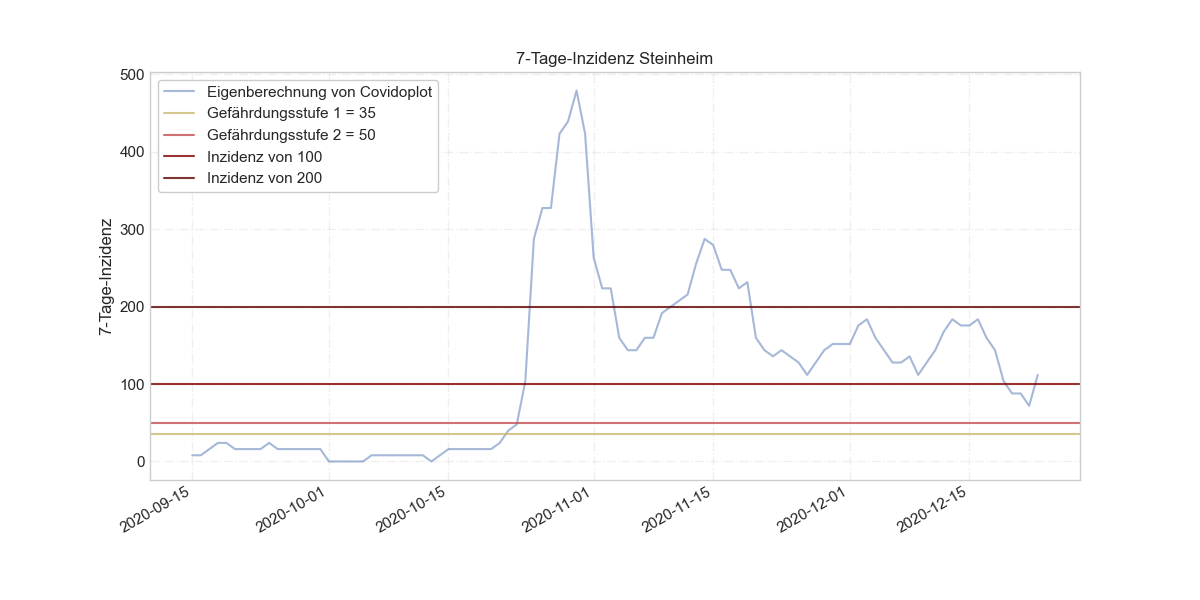 7-Tage-Inzidenz Steinheim
500
400
300
200
100
0
7-Tage-Inzidenz
Eigenberechnung von Covidoplot
Gefährdungsstufe 1 = 35
Gefährdungsstufe 2 = 50
Inzidenz von 100
Inzidenz von 200
2020-09-15
2020-10-01
2020-10-15
2020-11-01
2020-11-15
2020-12-01
2020-12-15